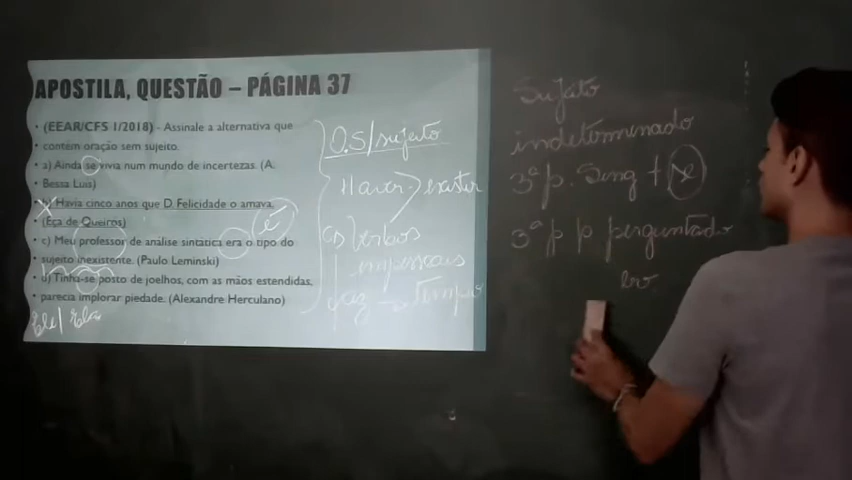 APOSTILA, QUESTÃO – PÁGINA 37
• (EEAR/CFS 1/2018) - Assinale a alternativa que
• contém oração sem sujeito.
• a) Ainda se vivia num mundo de incertezas. (A.
• Bessa Luís)
• Havia cinco anos que D. Felicidade o amava.
• (Eça de Queirós)
• c) Meu professor de análise sintática era o tipo do
• sujeito inexistente. (Paulo Leminski)
• d) Tinha-se posto de joelhos, com as mãos estendidas,
• parecia implorar piedade. (Alexandre Herculano)
Ele/Ela
é
O.S/sujeito
Haver > existir
verbos
impessoais
faz → tempo
Sujeito
indeterminado
3ª p. Sing + se
3ª p p perguntado